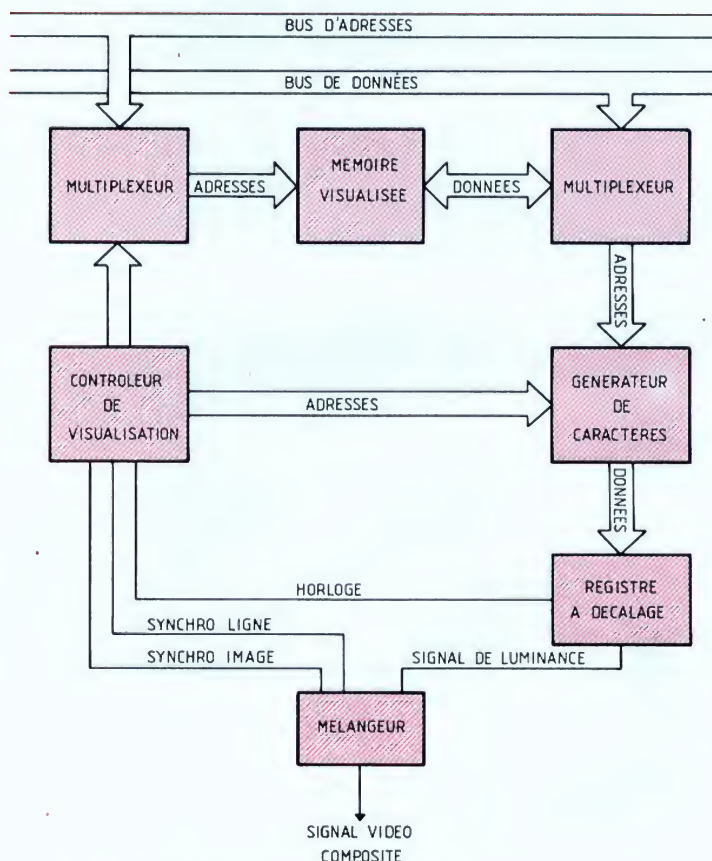 BUS D'ADRESSES
BUS DE DONNÉES
MULTIPLEXEUR
ADRESSES
MEMOIRE
VISUALISEE
DONNEES
MULTIPLEXEUR
ADRESSES
CONTROLEUR
DE
VISUALISATION
ADRESSES
GENERATEUR
DE
CARACTERES
DONNEES
HORLOGE
REGISTRE
A DECALAGE
SYNCHRO LIGNE
SYNCHRO IMAGE
SIGNAL DE LUMINANCE
MELANGEUR
SIGNAL VIDEO
COMPOSITE